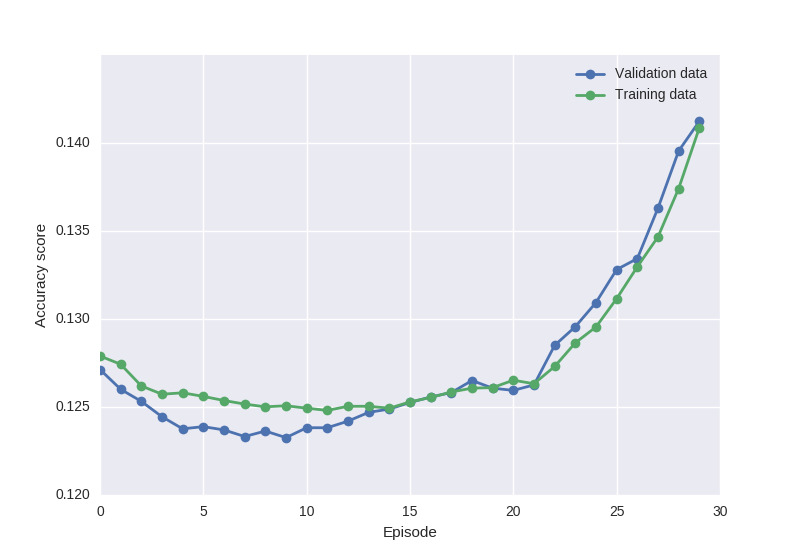 Validation data
Training data
0.140
0.135
0.130
0.125
0.120
Accuracy score
0 5 10 15 20 25 30
Episode